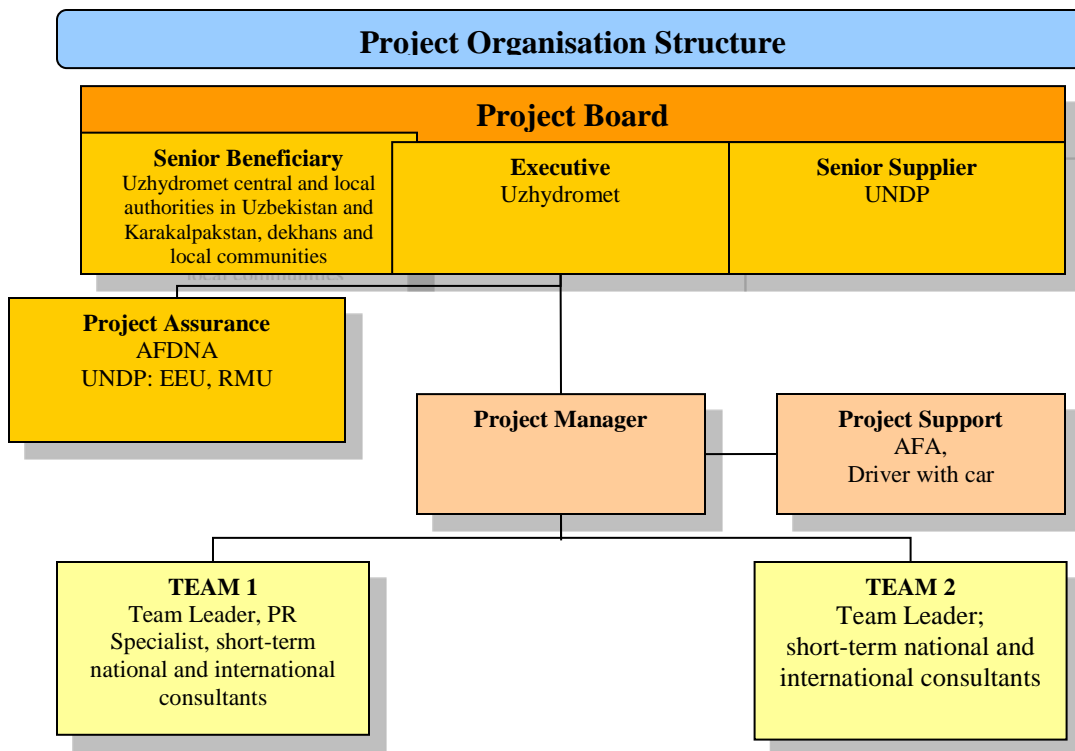 Project Organisation Structure
Project Board
Senior Beneficiary
Uzhydromet central and local
authorities in Uzbekistan and
Karakalpakstan, dekhans and
local communities
Executive
Uzhydromet
Senior Supplier
UNDP
Project Assurance
AFDNA
UNDP: EEU, RMU
Project Manager
Project Support
AFA,
Driver with car
TEAM 1
Team Leader, PR
Specialist, short-term
national and international
consultants
TEAM 2
Team Leader;
short-term national and
international consultants